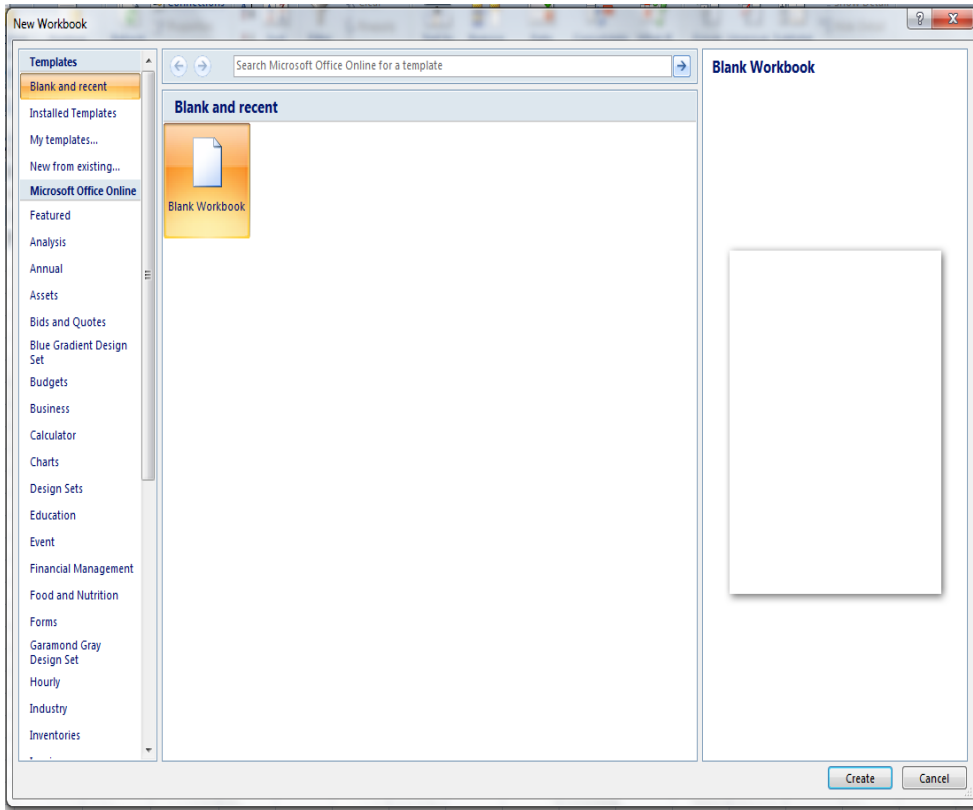 New Workbook
?
Templates
Blank and recent
Installed Templates
My templates...
New from existing...
Microsoft Office Online
Featured
Analysis
Annual
Assets
Bids and Quotes
Blue Gradient Design
Set
Budgets
Business
Calculator
Charts
Design Sets
Education
Event
Financial Management
Food and Nutrition
Forms
Garamond Gray
Design Set
Hourly
Industry
Inventories
Search Microsoft Office Online for a template
Blank and recent
Blank Workbook
Blank Workbook
Create
Cancel